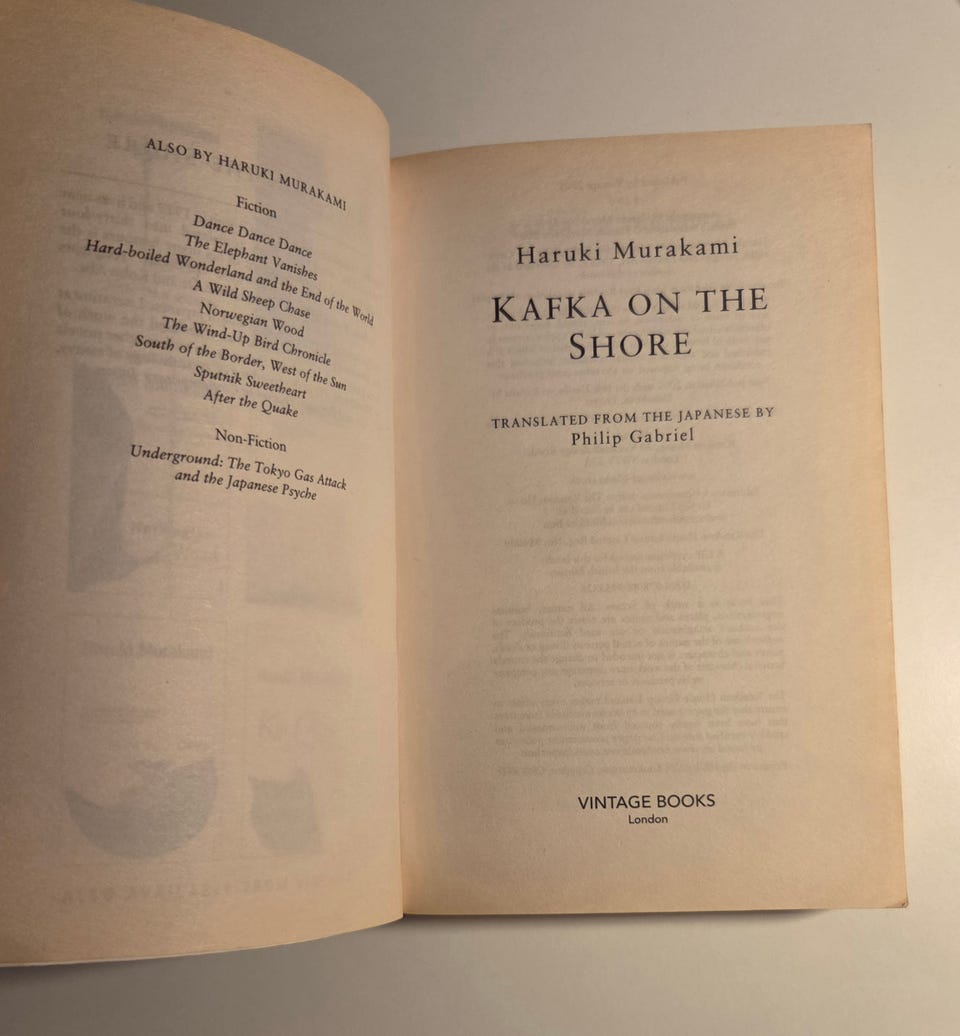 ALSO BY HARUKI MURAKAMI
Fiction
Dance Dance Dance
The Elephant Vanishes
Hard-boiled Wonderland and the End of the World
A Wild Sheep Chase
Norwegian Wood
The Wind-Up Bird Chronicle
South of the Border, West of the Sun
Sputnik Sweetheart
After the Quake
Non-Fiction
Underground: The Tokyo Gas Attack
and the Japanese Psyche
Haruki Murakami
KAFKA ON THE
SHORE
TRANSLATED FROM THE JAPANESE BY
Philip Gabriel
VINTAGE BOOKS
London